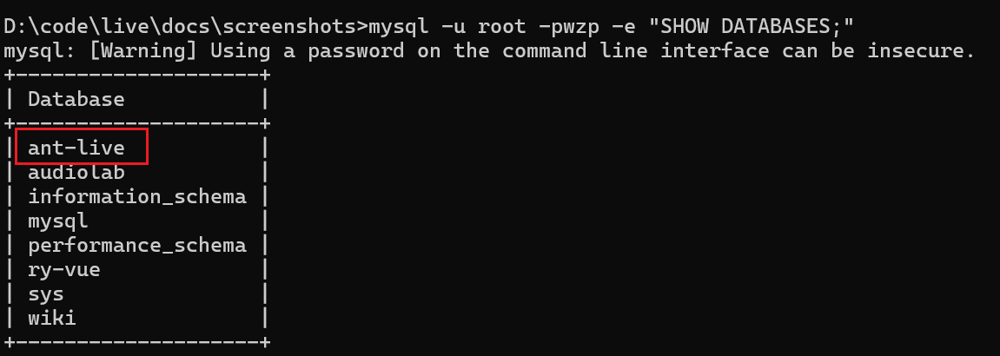 D:\code\live\docs\screenshots>mysql -u root -pwzp -e "SHOW DATABASES;"
mysql: [Warning] Using a password on the command line interface can be insecure.
+--------------------+
| Database           |
+--------------------+
| ant-live           |
| audiolab           |
| information_schema |
| mysql              |
| performance_schema |
| ry-vue             |
| sys                |
| wiki               |
+--------------------+